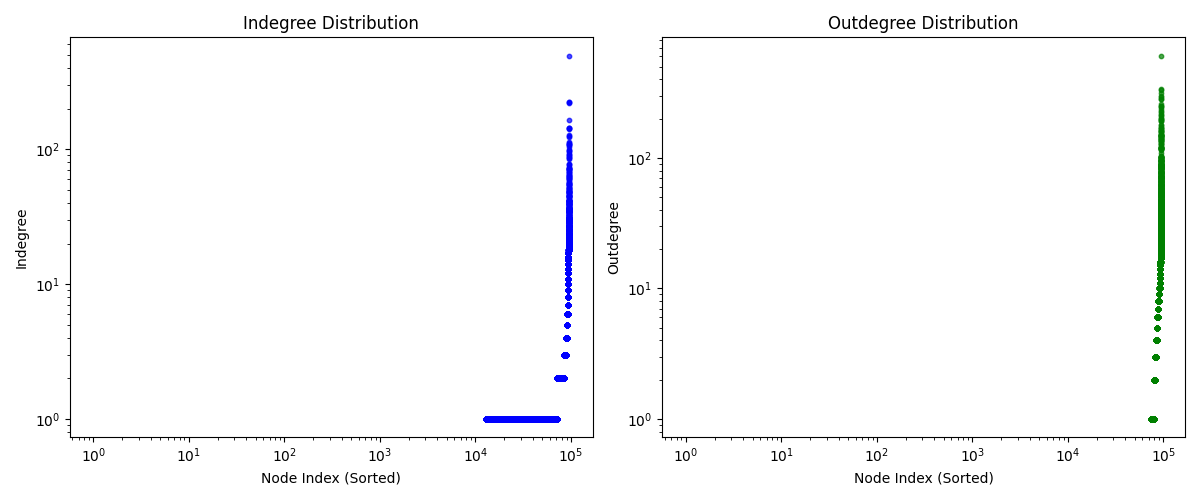 Indegree Distribution
Indegree
10^2
10^1
10^0
10^0 10^1 10^2 10^3 10^4 10^5
Node Index (Sorted)
Outdegree Distribution
Outdegree
10^2
10^1
10^0
10^0 10^1 10^2 10^3 10^4 10^5
Node Index (Sorted)